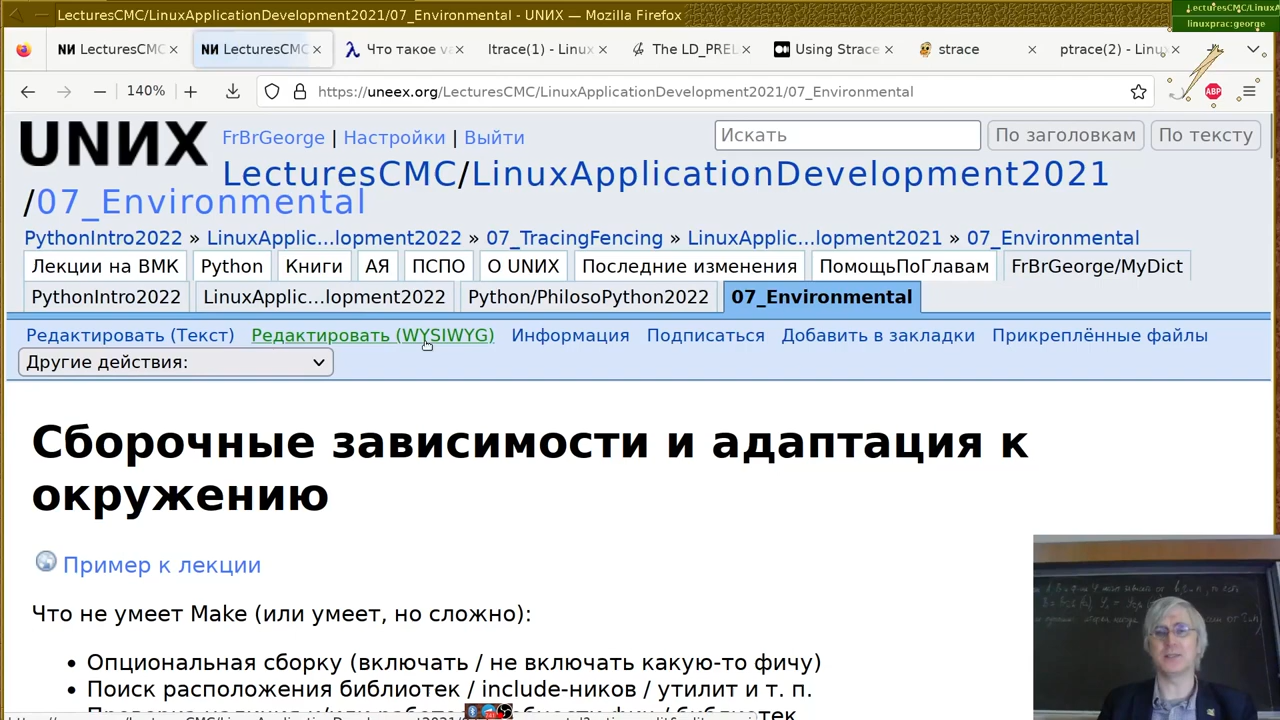 LecturesCMC/LinuxApplicationDevelopment2021/07_Environmental - UNИX — Mozilla Firefox
LecturesCMC/LinuxA
linuxprac:george
LecturesCMC
LecturesCMC
Что такое
ltrace(1) - Linux
The LD_PREL
Using Strace
strace
ptrace(2) - Linu
140%
https://uneex.org/LecturesCMC/LinuxApplicationDevelopment2021/07_Environmental
ABP
UNИX
FrBrGeorge | Настройки | Выйти
Искать
По заголовкам
По тексту
LecturesCMC/LinuxApplicationDevelopment2021
/07_Environmental
PythonIntro2022 » LinuxApplic...lopment2022 » 07_TracingFencing » LinuxApplic...lopment2021 » 07_Environmental
Лекции на ВМК Python Книги АЯ ПСПО О UNИX Последние изменения ПомощьПоГлавам FrBrGeorge/MyDict
PythonIntro2022 LinuxApplic...lopment2022 Python/PhilosoPython2022 07_Environmental
Редактировать (Текст) Редактировать (WYSIWYG) Информация Подписаться Добавить в закладки Прикреплённые файлы
Другие действия:
Сборочные зависимости и адаптация к
окружению
Пример к лекции
Что не умеет Make (или умеет, но сложно):
• Опциональная сборку (включать / не включать какую-то фичу)
• Поиск расположения библиотек / include-ников / утилит и т. п.